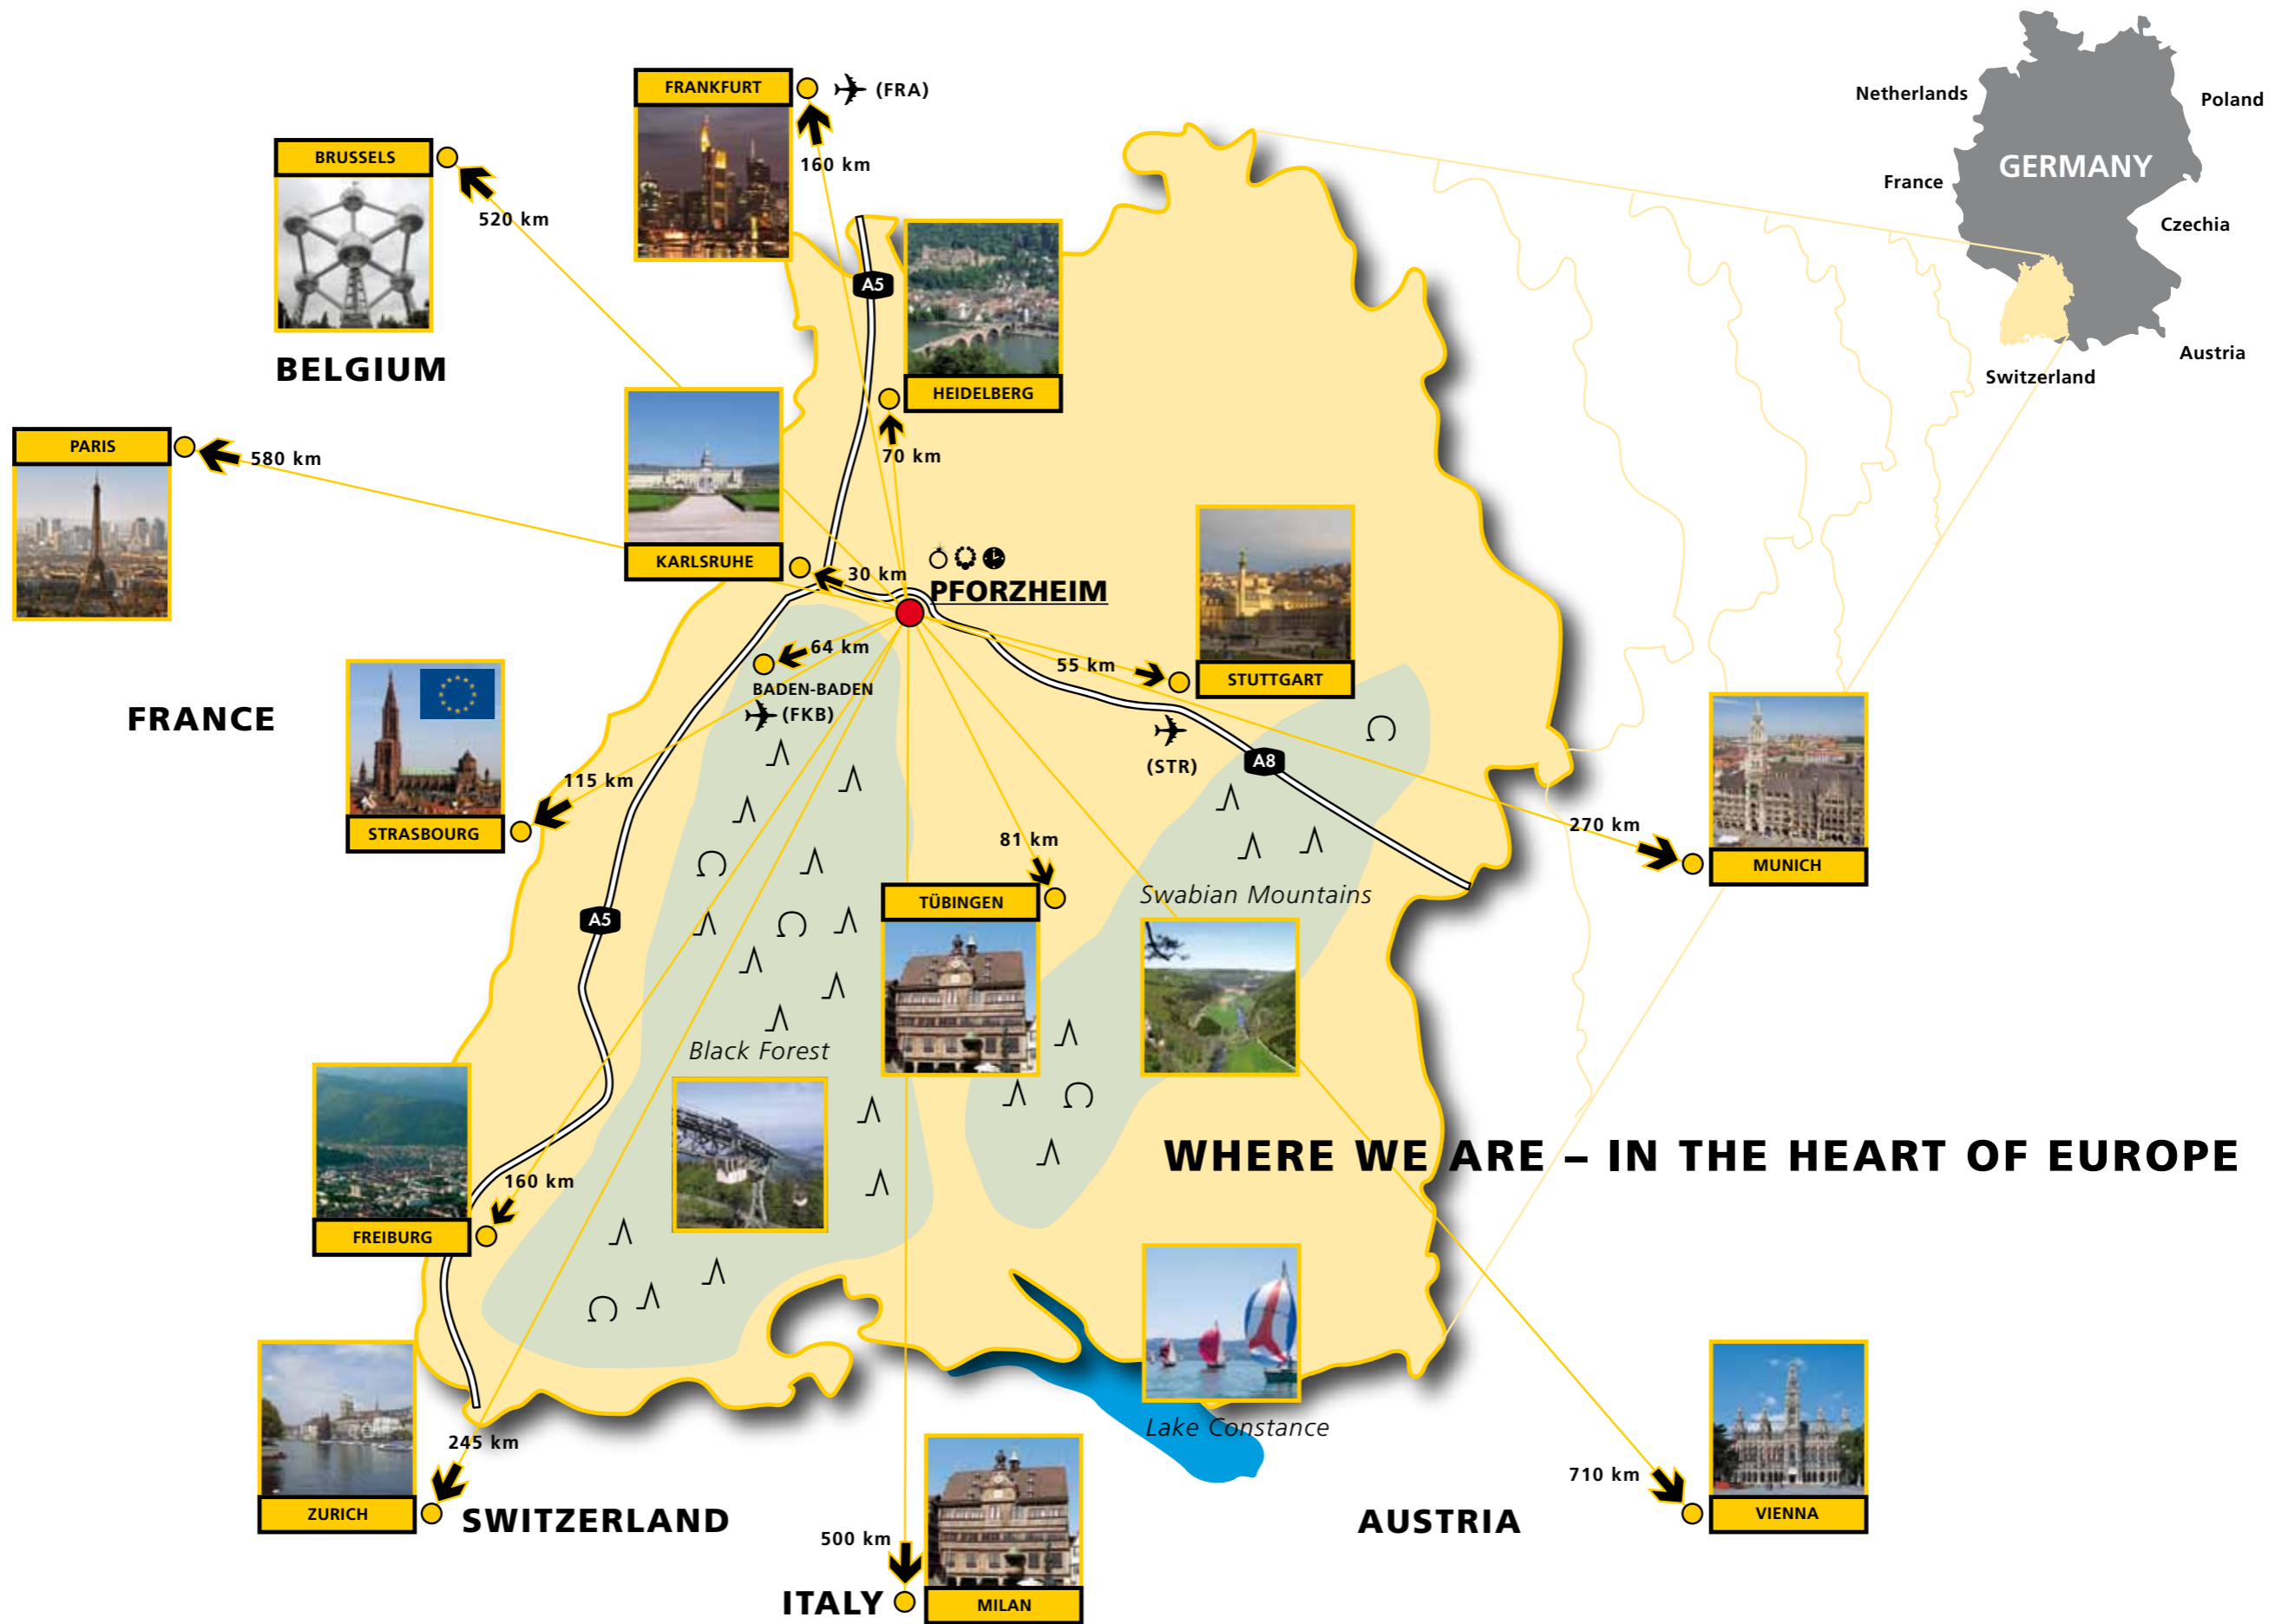 FRANKFURT
(FRA)
160 km
Netherlands
Poland
GERMANY
France
Czechia
Austria
Switzerland
BRUSSELS
520 km
BELGIUM
A5
HEIDELBERG
70 km
PARIS
580 km
KARLSRUHE
30 km
PFORZHEIM
64 km
BADEN-BADEN
(FKB)
55 km
STUTTGART
(STR)
A8
FRANCE
115 km
STRASBOURG
270 km
MUNICH
81 km
TÜBINGEN
Swabian Mountains
A5
Black Forest
WHERE WE ARE – IN THE HEART OF EUROPE
160 km
FREIBURG
Lake Constance
245 km
ZURICH
SWITZERLAND
710 km
VIENNA
AUSTRIA
500 km
ITALY
MILAN